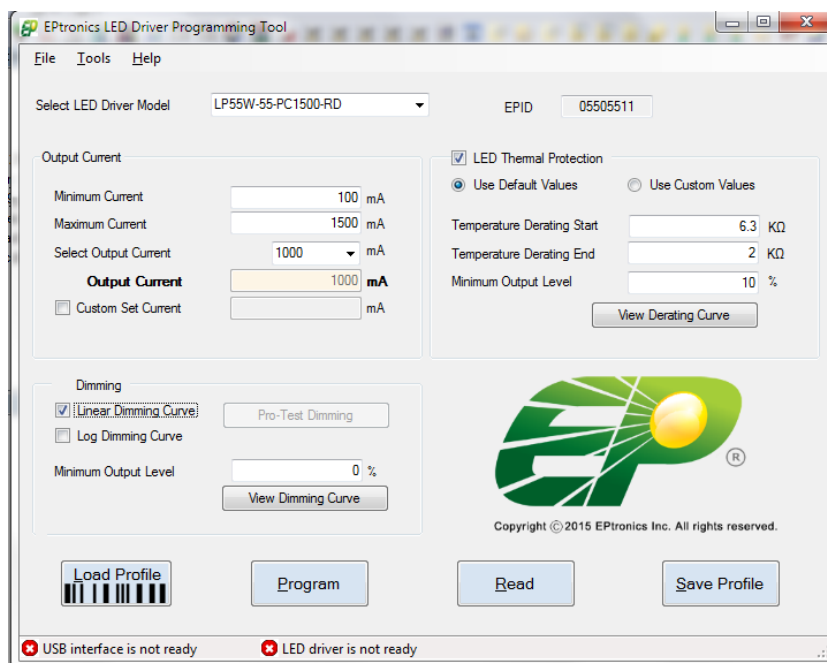 EPtronics LED Driver Programming Tool
File Tools Help
Select LED Driver Model LP55W-55-PC1500-RD EPID 05505511
Output Current
Minimum Current 100 mA
Maximum Current 1500 mA
Select Output Current 1000 mA
Output Current 1000 mA
Custom Set Current mA
LED Thermal Protection
Use Default Values Use Custom Values
Temperature Derating Start 6.3 KΩ
Temperature Derating End 2 KΩ
Minimum Output Level 10 %
View Derating Curve
Dimming
Linear Dimming Curve Pro-Test Dimming
Log Dimming Curve
Minimum Output Level 0 %
View Dimming Curve
EP ®
Copyright ©2015 EPtronics Inc. All rights reserved.
Load Profile Program Read Save Profile
USB interface is not ready LED driver is not ready